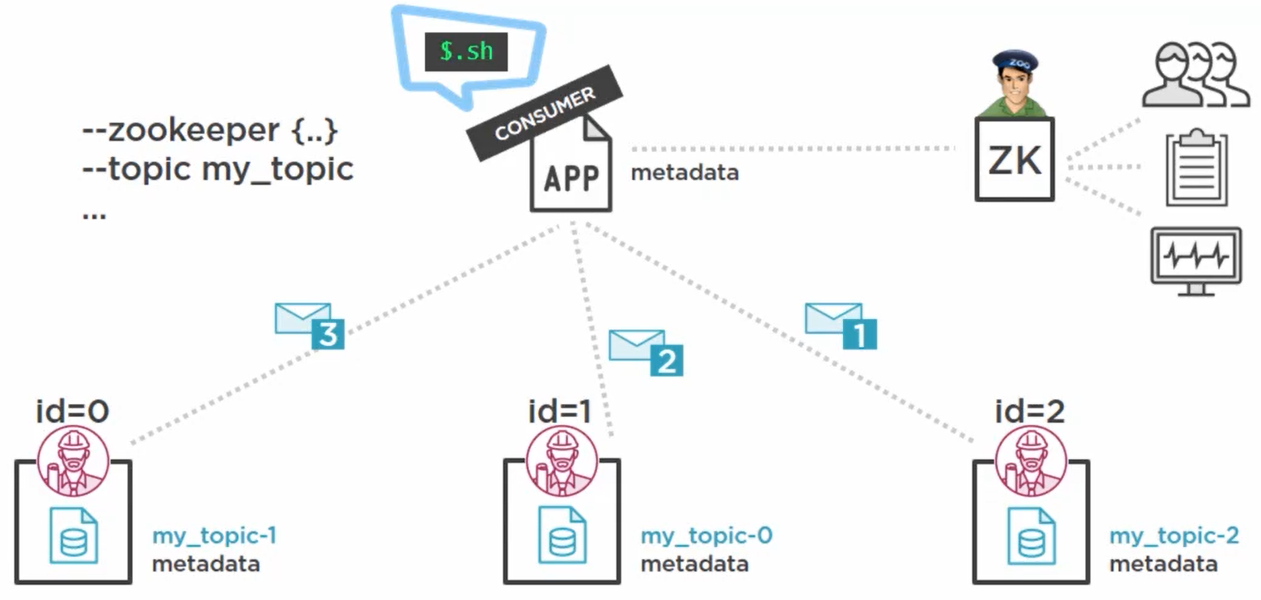 $.sh
CONSUMER
APP
--zookeeper {..}
--topic my_topic
...
metadata
ZOO
ZK
3
2
1
id=0
id=1
id=2
my_topic-1
metadata
my_topic-0
metadata
my_topic-2
metadata